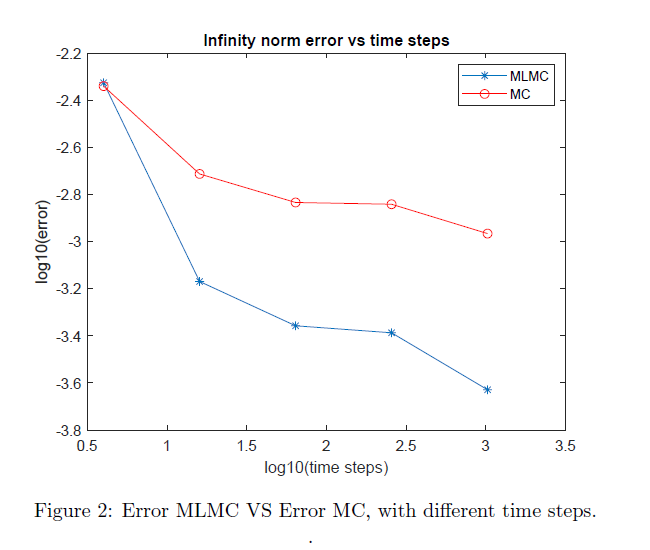 Infinity norm error vs time steps
MLMC
MC
-2.2
-2.4
-2.6
-2.8
-3
-3.2
-3.4
-3.6
-3.8
log10(error)
0.5 1 1.5 2 2.5 3 3.5
log10(time steps)
Figure 2: Error MLMC VS Error MC, with different time steps.